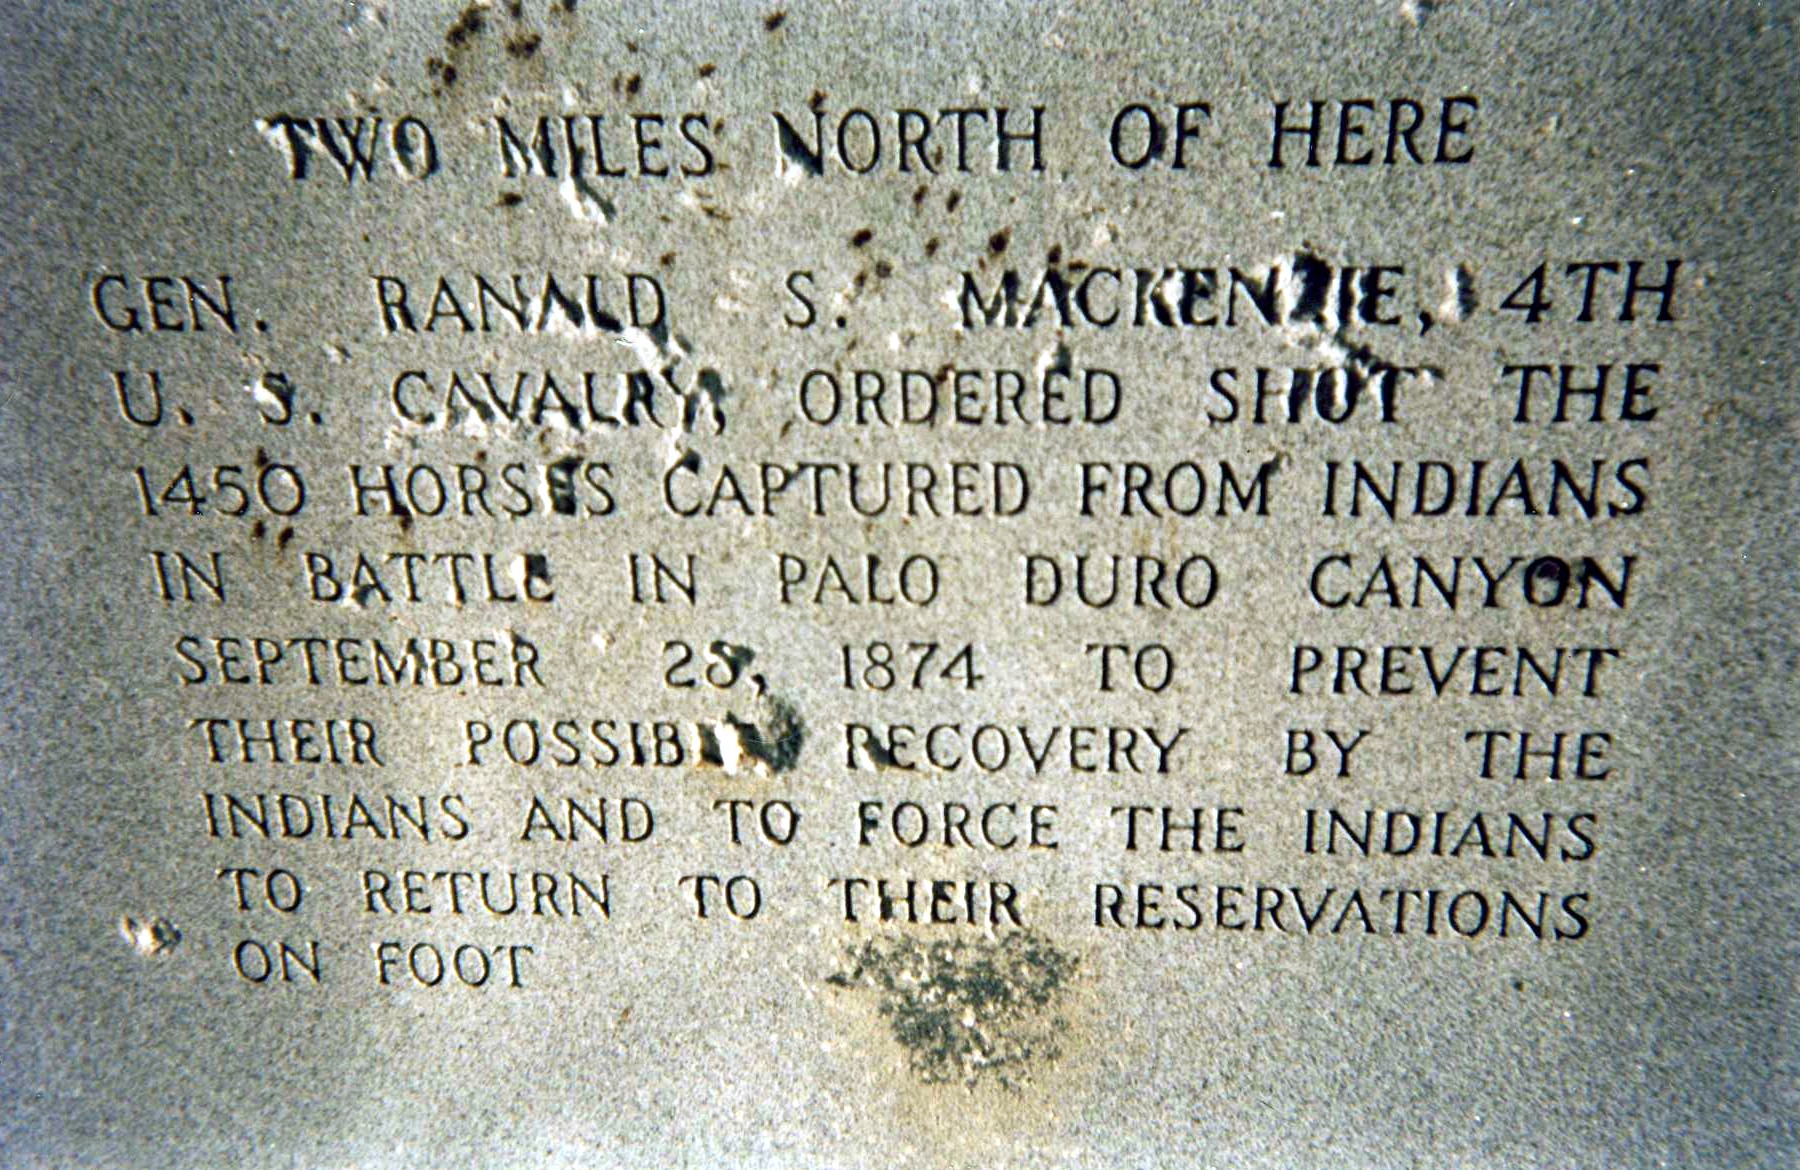 TWO MILES NORTH OF HERE
GEN. RANALD S. MACKENZIE, 4TH
U. S. CAVALRY, ORDERED SHOT THE
1450 HORSES CAPTURED FROM INDIANS
IN BATTLE IN PALO DURO CANYON
SEPTEMBER 28, 1874 TO PREVENT
THEIR POSSIBLE RECOVERY BY THE
INDIANS AND TO FORCE THE INDIANS
TO RETURN TO THEIR RESERVATIONS
ON FOOT